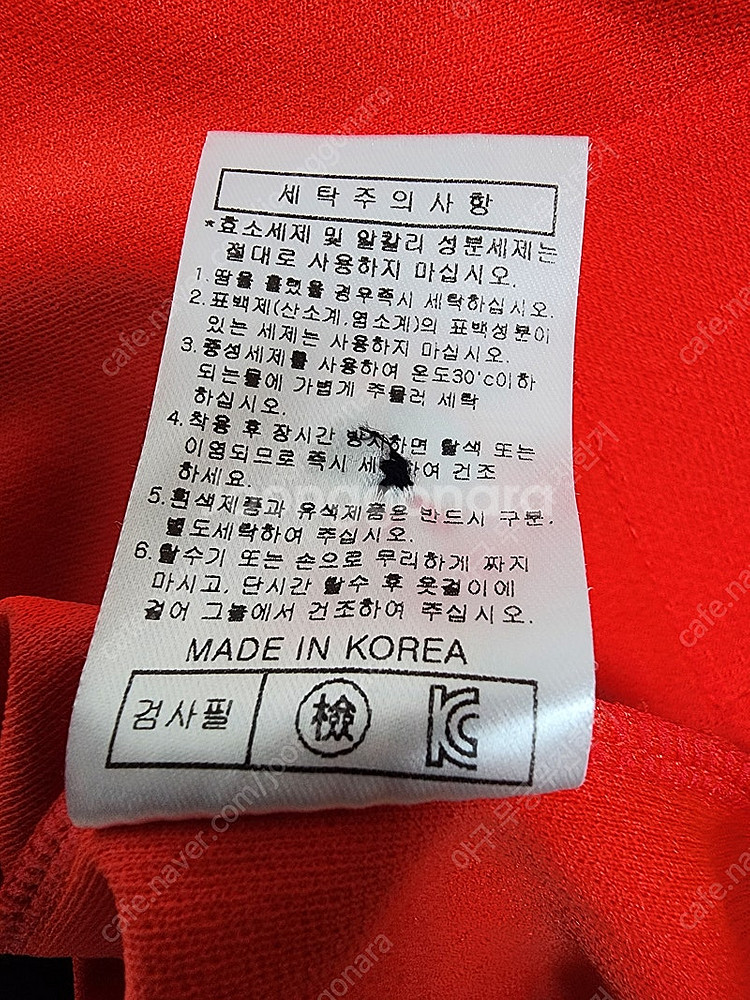 세탁주의사항
*효소세제 및 알칼리 성분세제는
절대로 사용하지 마십시오.
1. 땀을 흘렸을 경우즉시 세탁하십시오.
2. 표백제(산소계,염소계)의 표백성분이
있는 세제는 사용하지 마십시오.
3. 중성세제를 사용하여 온도30°c이하
되는물에 가볍게 주물러 세탁
하십시오.
4. 착용 후 장시간 방치하면 탈색 또는
이염되므로 즉시 세하여 건조
하세요.
5. 흰색제품과 유색제품은 반드시 구분,
별도세탁하여 주십시오.
6. 탈수기 또는 손으로 무리하게 짜지
마시고, 단시간 탈수 후 옷걸이에
걸어 그늘에서 건조하여 주십시오.
MADE IN KOREA
검사필 檢 KC
joonggonara
cafe.naver.com/joonggonara